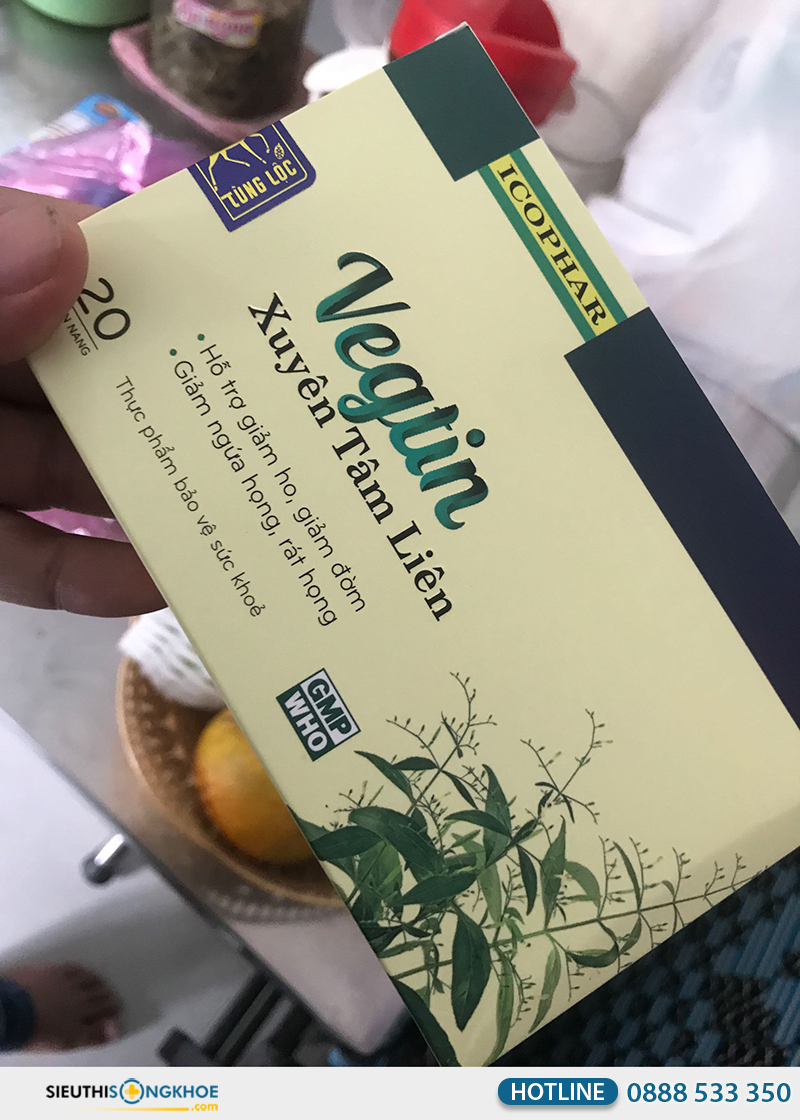 TÙNG LỘC
ICOPHAR
Vegtin
Xuyên Tâm Liên
• Hỗ trợ giảm ho, giảm đờm
• Giảm ngứa họng, rát họng
Thực phẩm bảo vệ sức khoẻ
20
NANG
GMP
WHO
SIEUTHISONGKHOE
.com
HOTLINE 0888 533 350